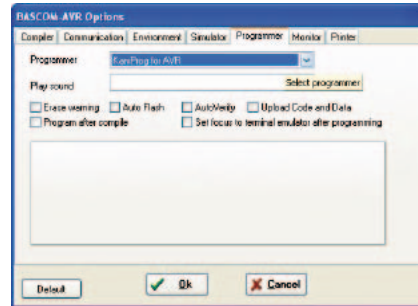 BASCOM-AVR Options
Compiler Communication Environment Simulator Programmer Monitor Printer
Programmer KanProg for AVR
Play sound Select programmer
Erase warning Auto Flash AutoVerify Upload Code and Data
Program after compile Set focus to terminal emulator after programming
Default Ok Cancel